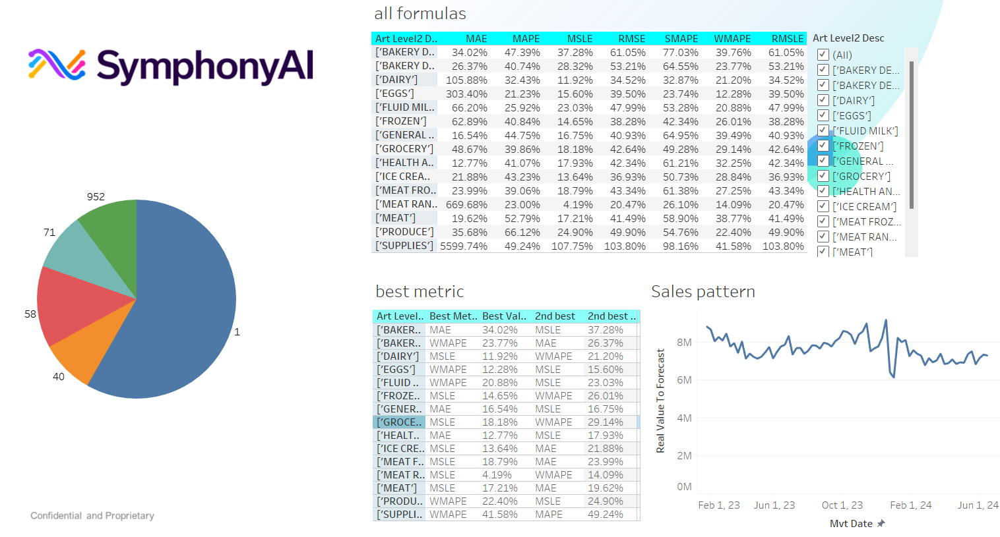 SymphonyAI
952
71
58
1
40
Confidential and Proprietary
all formulas
Art Level2 D.. MAE MAPE MSLE RMSE SMAPE WMAPE RMSLE
['BAKERY D.. 34.02% 47.39% 37.28% 61.05% 77.03% 39.76% 61.05%
['BAKERY D.. 26.37% 40.74% 28.32% 53.21% 64.55% 23.77% 53.21%
['DAIRY'] 105.88% 32.43% 11.92% 34.52% 32.87% 21.20% 34.52%
['EGGS'] 303.40% 21.23% 15.60% 39.50% 23.74% 12.28% 39.50%
['FLUID MIL.. 66.20% 25.92% 23.03% 47.99% 53.28% 20.88% 47.99%
['FROZEN'] 62.89% 40.84% 14.65% 38.28% 42.34% 26.01% 38.28%
['GENERAL .. 16.54% 44.75% 16.75% 40.93% 64.95% 39.49% 40.93%
['GROCERY'] 48.67% 39.86% 18.18% 42.64% 49.28% 29.14% 42.64%
['HEALTH A.. 12.77% 41.07% 17.93% 42.34% 61.21% 32.25% 42.34%
['ICE CREA.. 21.88% 43.23% 13.64% 36.93% 50.73% 28.84% 36.93%
['MEAT FRO.. 23.99% 39.06% 18.79% 43.34% 61.38% 27.25% 43.34%
['MEAT RAN.. 669.68% 23.00% 4.19% 20.47% 26.10% 14.09% 20.47%
['MEAT'] 19.62% 52.79% 17.21% 41.49% 58.90% 38.77% 41.49%
['PRODUCE'] 35.68% 66.12% 24.90% 49.90% 54.76% 22.40% 49.90%
['SUPPLIES'] 5599.74% 49.24% 107.75% 103.80% 98.16% 41.58% 103.80%
Art Level2 Desc
(All)
['BAKERY DE...
['BAKERY DE...
['DAIRY']
['EGGS']
['FLUID MILK']
['FROZEN']
['GENERAL ...
['GROCERY']
['HEALTH AN...
['ICE CREAM']
['MEAT FROZ...
['MEAT RAN...
['MEAT']
best metric
Art Level.. Best Met.. Best Val.. 2nd best 2nd best ..
['BAKER.. MAE 34.02% MSLE 37.28%
['BAKER.. WMAPE 23.77% MAE 26.37%
['DAIRY'] MSLE 11.92% WMAPE 21.20%
['EGGS'] WMAPE 12.28% MSLE 15.60%
['FLUID .. WMAPE 20.88% MSLE 23.03%
['FROZE.. MSLE 14.65% WMAPE 26.01%
['GENER.. MAE 16.54% MSLE 16.75%
['GROCE.. MSLE 18.18% WMAPE 29.14%
['HEALT.. MAE 12.77% MSLE 17.93%
['ICE CRE.. MSLE 13.64% MAE 21.88%
['MEAT F.. MSLE 18.79% MAE 23.99%
['MEAT R.. MSLE 4.19% WMAPE 14.09%
['MEAT'] MSLE 17.21% MAE 19.62%
['PRODU.. WMAPE 22.40% MSLE 24.90%
['SUPPLI.. WMAPE 41.58% MAPE 49.24%
Sales pattern
Real Value To Forecast
8M
6M
4M
2M
0M
Feb 1, 23 Jun 1, 23 Oct 1, 23 Feb 1, 24 Jun 1, 24
Mvt Date